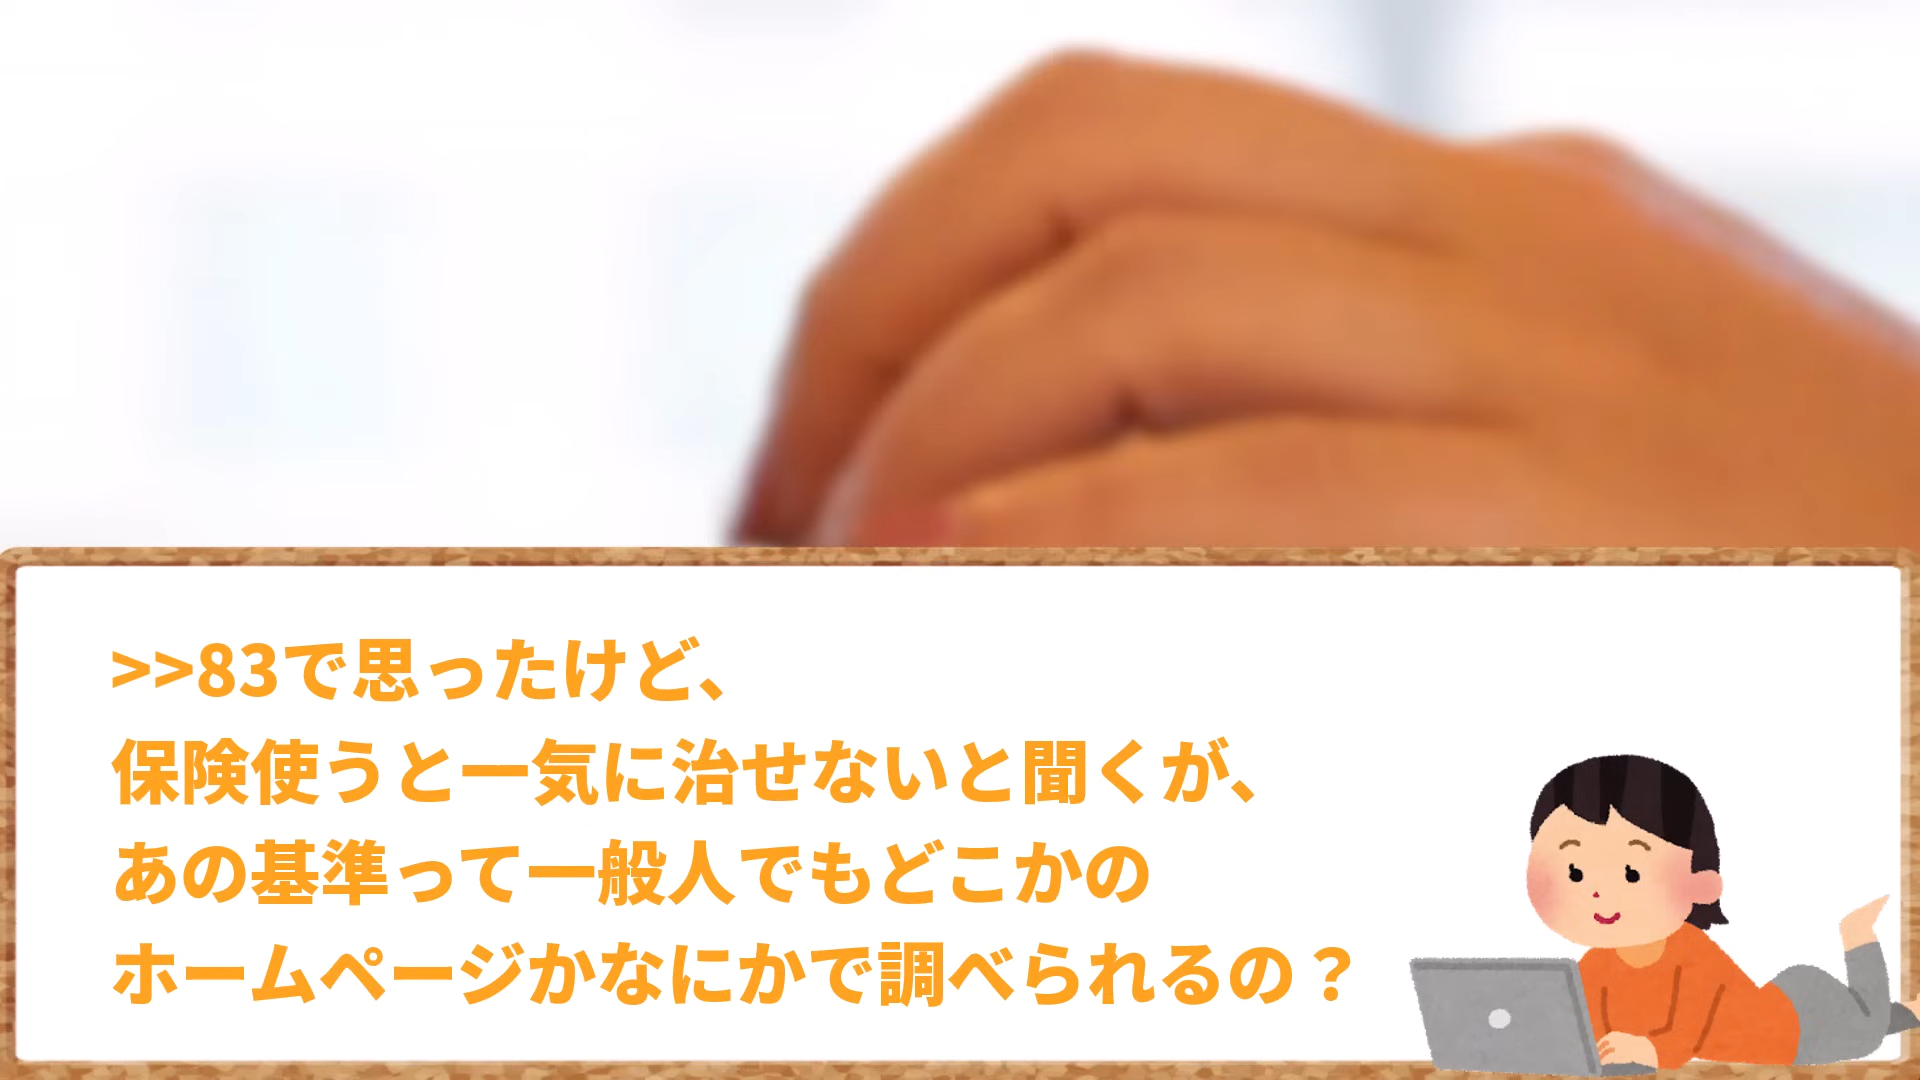 >>83で思ったけど、
保険使うと一気に治せないと聞くが、
あの基準って一般人でもどこかの
ホームページかなにかで調べられるの？